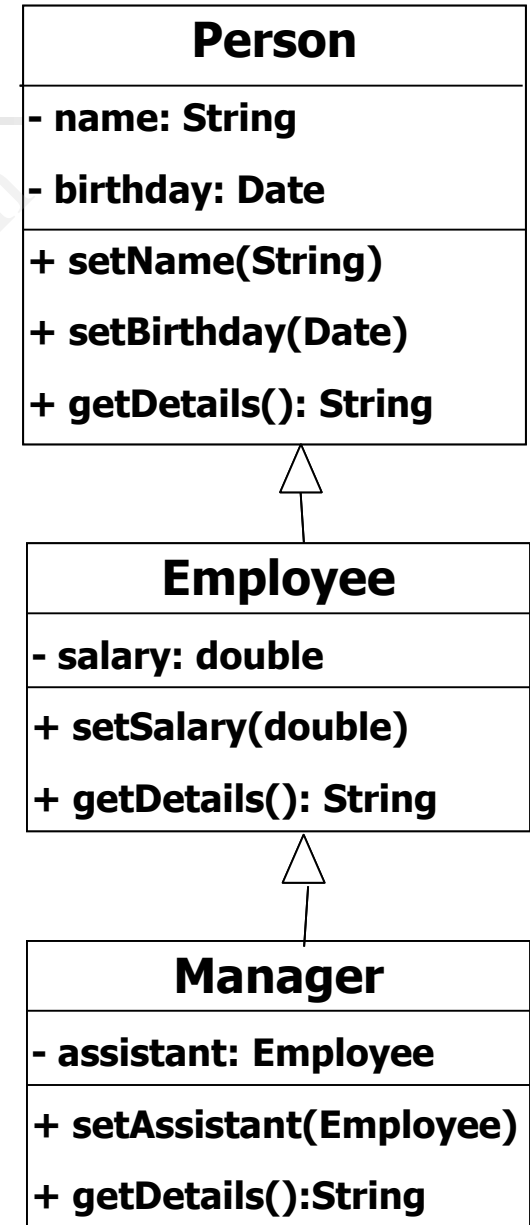 Person
- name: String
- birthday: Date
+ setName(String)
+ setBirthday(Date)
+ getDetails(): String
Employee
- salary: double
+ setSalary(double)
+ getDetails(): String
Manager
- assistant: Employee
+ setAssistant(Employee)
+ getDetails():String